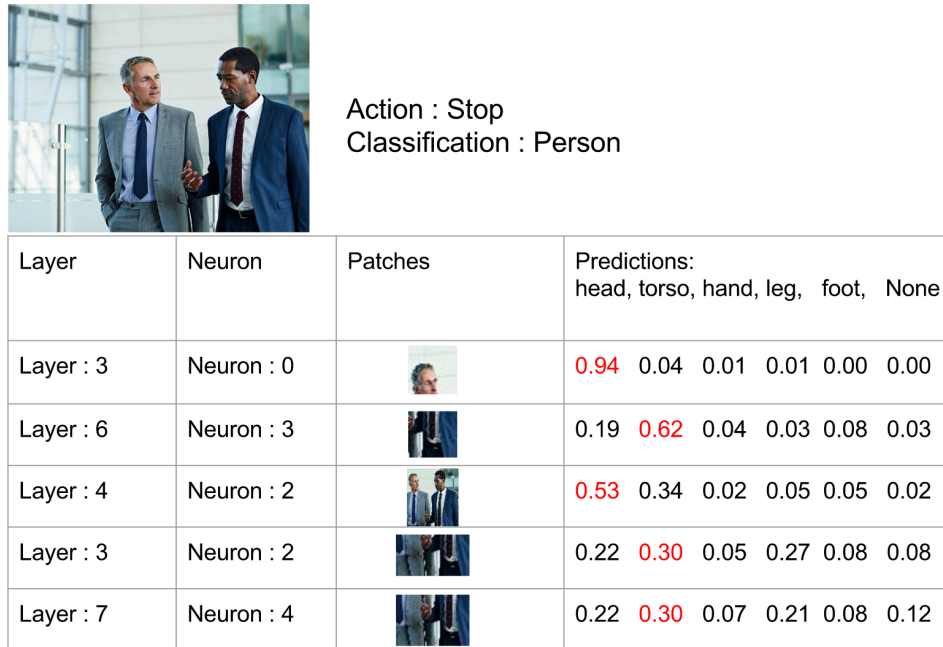 Action : Stop
Classification : Person
Layer Neuron Patches Predictions:
head, torso, hand, leg, foot, None
Layer : 3 Neuron : 0 0.94 0.04 0.01 0.01 0.00 0.00
Layer : 6 Neuron : 3 0.19 0.62 0.04 0.03 0.08 0.03
Layer : 4 Neuron : 2 0.53 0.34 0.02 0.05 0.05 0.02
Layer : 3 Neuron : 2 0.22 0.30 0.05 0.27 0.08 0.08
Layer : 7 Neuron : 4 0.22 0.30 0.07 0.21 0.08 0.12